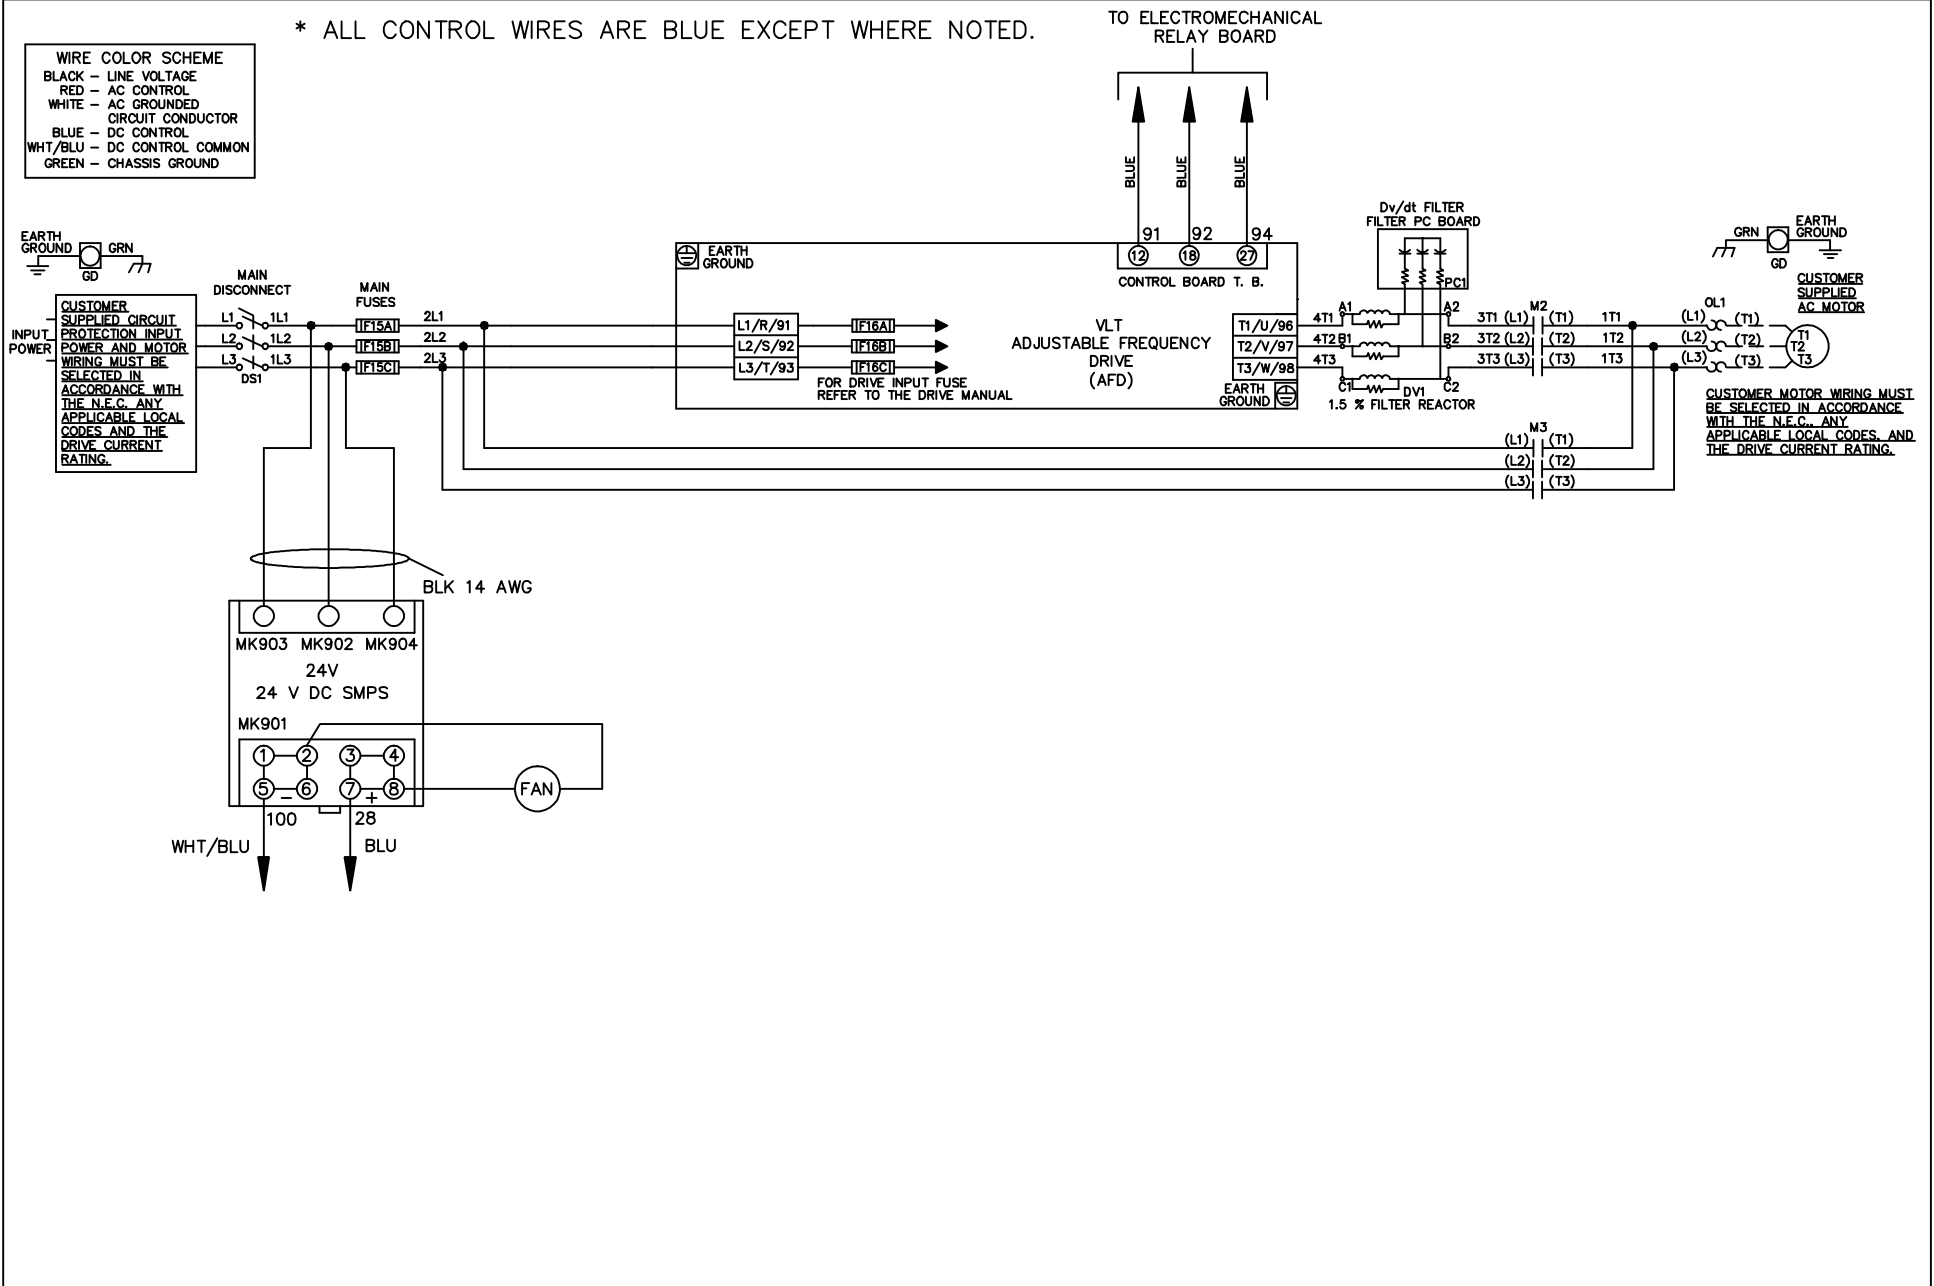 * ALL CONTROL WIRES ARE BLUE EXCEPT WHERE NOTED.
TO ELECTROMECHANICAL
RELAY BOARD
WIRE COLOR SCHEME
BLACK – LINE VOLTAGE
RED – AC CONTROL
WHITE – AC GROUNDED
CIRCUIT CONDUCTOR
BLUE – DC CONTROL
WHT/BLU – DC CONTROL COMMON
GREEN – CHASSIS GROUND
BLUE
BLUE
BLUE
91 92 94
12 18 27
CONTROL BOARD T. B.
EARTH
GROUND
GRN
GD
INPUT
POWER
CUSTOMER
SUPPLIED CIRCUIT
PROTECTION INPUT
POWER AND MOTOR
WIRING MUST BE
SELECTED IN
ACCORDANCE WITH
THE N.E.C. ANY
APPLICABLE LOCAL
CODES AND THE
DRIVE CURRENT
RATING.
MAIN
DISCONNECT
L1 1L1
L2 1L2
L3 1L3
DS1
MAIN
FUSES
F15A
F15B
F15C
2L1
2L2
2L3
EARTH
GROUND
L1/R/91
L2/S/92
L3/T/93
F16A
F16B
F16C
FOR DRIVE INPUT FUSE
REFER TO THE DRIVE MANUAL
VLT
ADJUSTABLE FREQUENCY
DRIVE
(AFD)
T1/U/96
T2/V/97
T3/W/98
EARTH
GROUND
Dv/dt FILTER
FILTER PC BOARD
PC1
4T1 A1 A2
4T2 B1 B2
4T3
C1 C2
DV1
1.5 % FILTER REACTOR
M2
3T1 (L1) (T1) 1T1
3T2 (L2) (T2) 1T2
3T3 (L3) (T3) 1T3
M3
(L1) (T1)
(L2) (T2)
(L3) (T3)
OL1
(L1) (T1)
(L2) (T2)
(L3) (T3)
T1
T2
T3
GRN
GD
EARTH
GROUND
CUSTOMER
SUPPLIED
AC MOTOR
CUSTOMER MOTOR WIRING MUST
BE SELECTED IN ACCORDANCE
WITH THE N.E.C., ANY
APPLICABLE LOCAL CODES, AND
THE DRIVE CURRENT RATING.
BLK 14 AWG
MK903 MK902 MK904
24V
24 V DC SMPS
MK901
1 2 3 4
5 – 6 7 + 8
FAN
100 28
WHT/BLU BLU